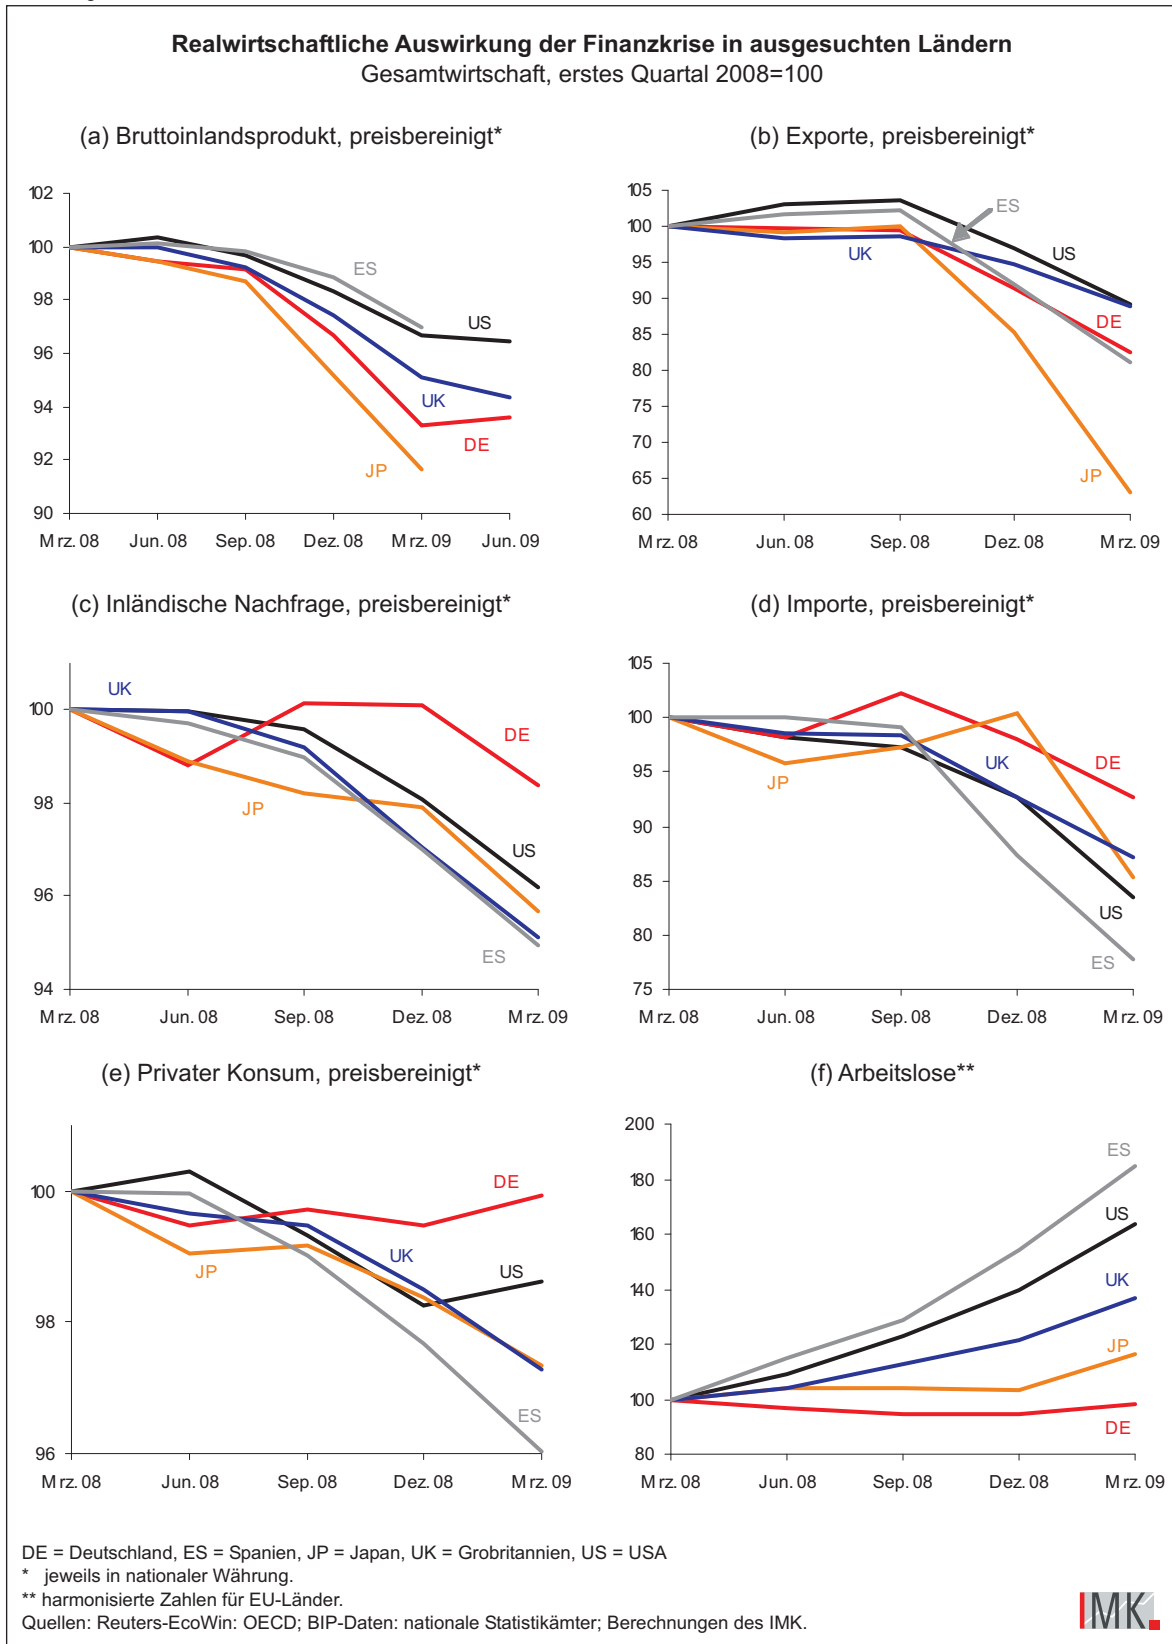 Realwirtschaftliche Auswirkung der Finanzkrise in ausgesuchten Ländern
Gesamtwirtschaft, erstes Quartal 2008=100
(a) Bruttoinlandsprodukt, preisbereinigt*
102
100
98
96
94
92
90
ES
US
UK
DE
JP
Mrz. 08 Jun. 08 Sep. 08 Dez. 08 Mrz. 09 Jun. 09
(b) Exporte, preisbereinigt*
105
100
95
90
85
80
75
70
65
60
ES
US
UK
DE
JP
Mrz. 08 Jun. 08 Sep. 08 Dez. 08 Mrz. 09
(c) Inländische Nachfrage, preisbereinigt*
100
98
96
94
UK
DE
JP
US
ES
Mrz. 08 Jun. 08 Sep. 08 Dez. 08 Mrz. 09
(d) Importe, preisbereinigt*
105
100
95
90
85
80
75
DE
UK
JP
US
ES
Mrz. 08 Jun. 08 Sep. 08 Dez. 08 Mrz. 09
(e) Privater Konsum, preisbereinigt*
100
98
96
DE
UK
JP
US
ES
Mrz. 08 Jun. 08 Sep. 08 Dez. 08 Mrz. 09
(f) Arbeitslose**
200
180
160
140
120
100
80
ES
US
UK
JP
DE
Mrz. 08 Jun. 08 Sep. 08 Dez. 08 Mrz. 09
DE = Deutschland, ES = Spanien, JP = Japan, UK = Grobritannien, US = USA
* jeweils in nationaler Währung.
** harmonisierte Zahlen für EU-Länder.
Quellen: Reuters-EcoWin: OECD; BIP-Daten: nationale Statistikämter; Berechnungen des IMK.
IMK.